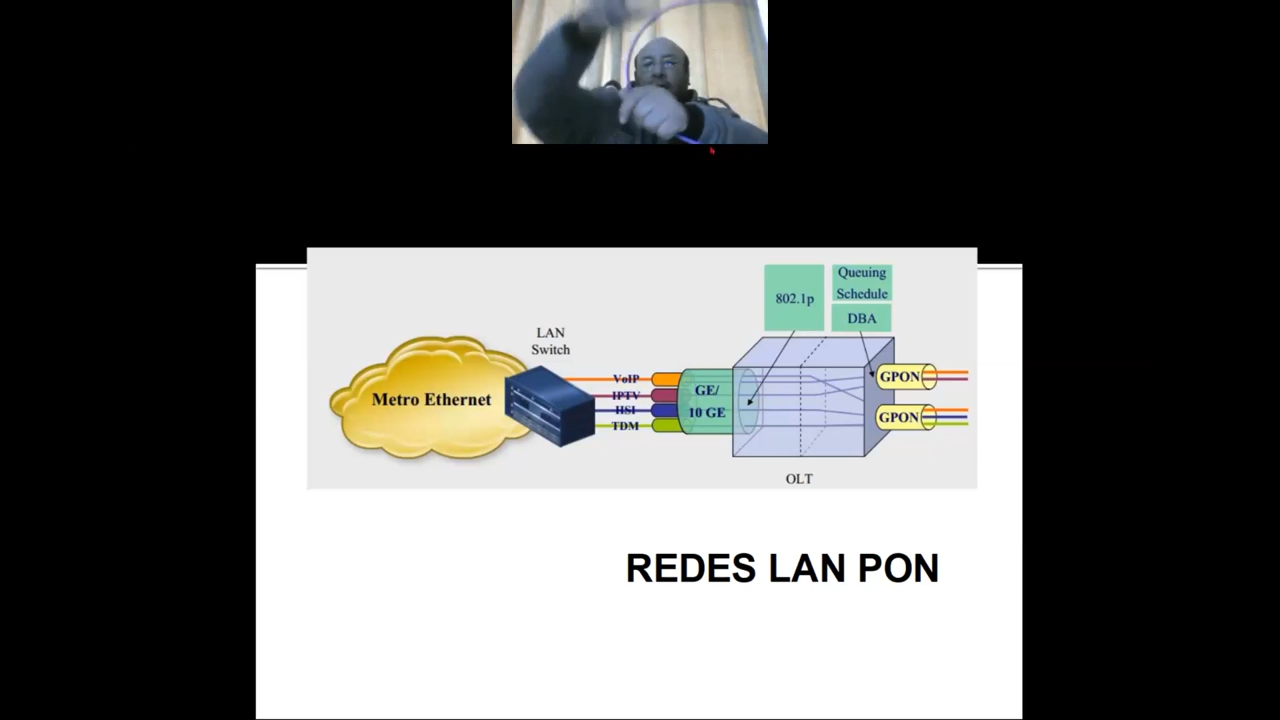 802.1p
Queuing
Schedule
DBA
LAN
Switch
Metro Ethernet
VoIP
IPTV
HSI
TDM
GE/
10 GE
GPON
GPON
OLT
REDES LAN PON